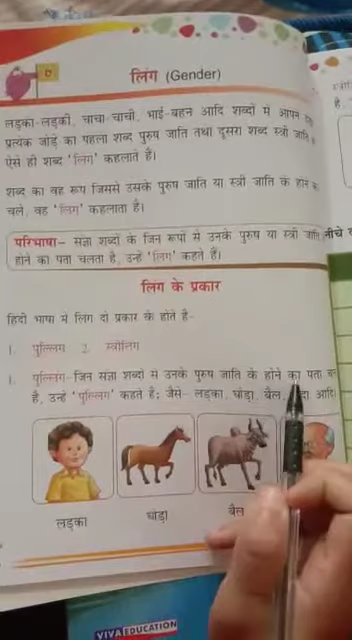 लिंग (Gender)
लड़का-लड़की, चाचा-चाची, भाई-बहन आदि शब्दों में आपने
प्रत्येक जोड़े का पहला शब्द पुरुष जाति तथा दूसरा शब्द स्त्री जाति
ऐसे ही शब्द 'लिंग' कहलाते हैं।
शब्द का वह रूप जिससे उसके पुरुष जाति या स्त्री जाति के होने का
चले, वह 'लिंग' कहलाता है।
परिभाषा– संज्ञा शब्दों के जिन रूपों से उनके पुरुष या स्त्री जाति
होने का पता चलता है, उन्हें 'लिंग' कहते हैं।
नीचे
लिंग के प्रकार
हिंदी भाषा में लिंग दो प्रकार के होते हैं–
1. पुल्लिंग 2. स्त्रीलिंग
1. पुल्लिंग–जिन संज्ञा शब्दों से उनके पुरुष जाति के होने का पता
है, उन्हें 'पुल्लिंग' कहते हैं; जैसे– लड़का, घोड़ा, बैल, आदि
लड़का घोड़ा बैल
VIVA EDUCATION